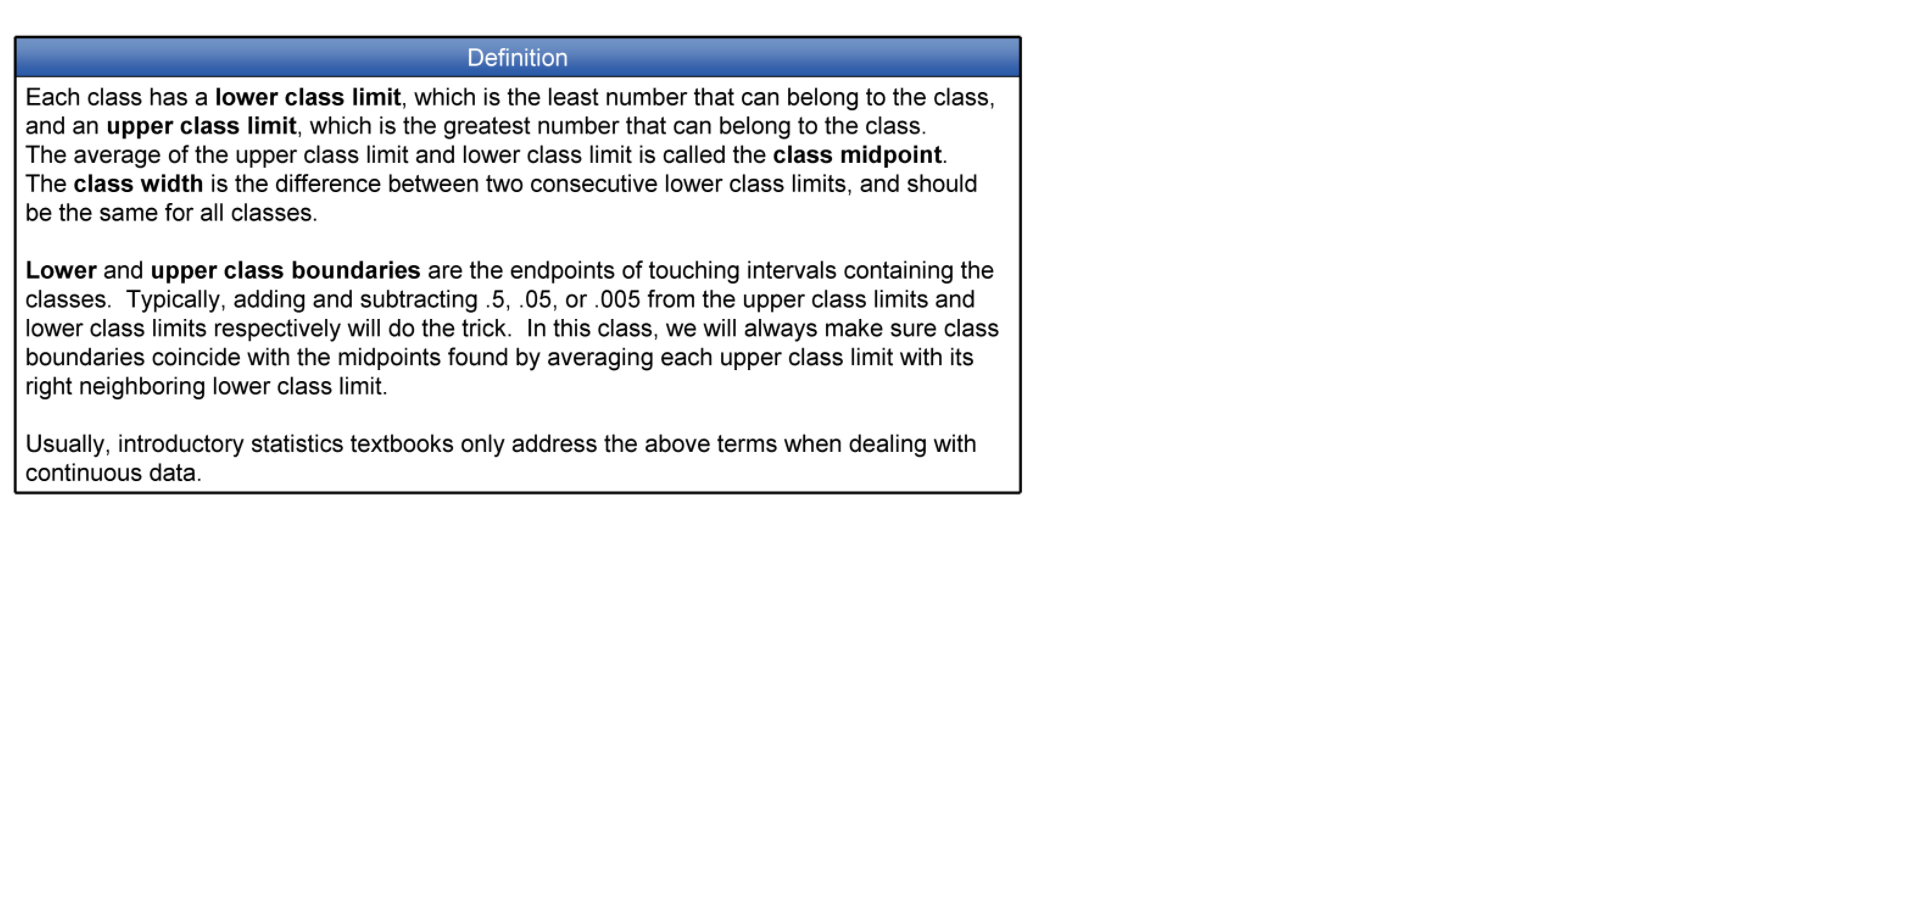 Definition
Each class has a lower class limit, which is the least number that can belong to the class,
and an upper class limit, which is the greatest number that can belong to the class.
The average of the upper class limit and lower class limit is called the class midpoint.
The class width is the difference between two consecutive lower class limits, and should
be the same for all classes.
Lower and upper class boundaries are the endpoints of touching intervals containing the
classes.  Typically, adding and subtracting .5, .05, or .005 from the upper class limits and
lower class limits respectively will do the trick.  In this class, we will always make sure class
boundaries coincide with the midpoints found by averaging each upper class limit with its
right neighboring lower class limit.
Usually, introductory statistics textbooks only address the above terms when dealing with
continuous data.